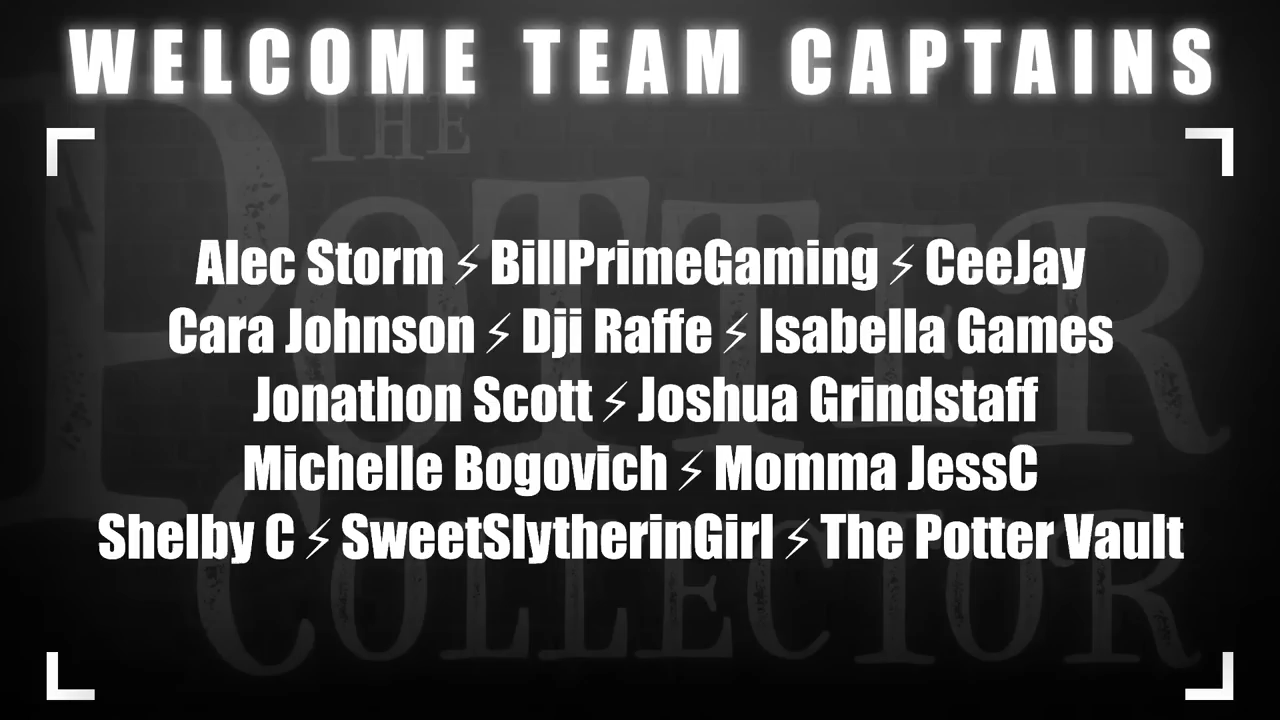 WELCOME TEAM CAPTAINS
THE
POTTER
COLLECTOR
Alec Storm ⚡ BillPrimeGaming ⚡ CeeJay
Cara Johnson ⚡ Dji Raffe ⚡ Isabella Games
Jonathon Scott ⚡ Joshua Grindstaff
Michelle Bogovich ⚡ Momma JessC
Shelby C ⚡ SweetSlytherinGirl ⚡ The Potter Vault